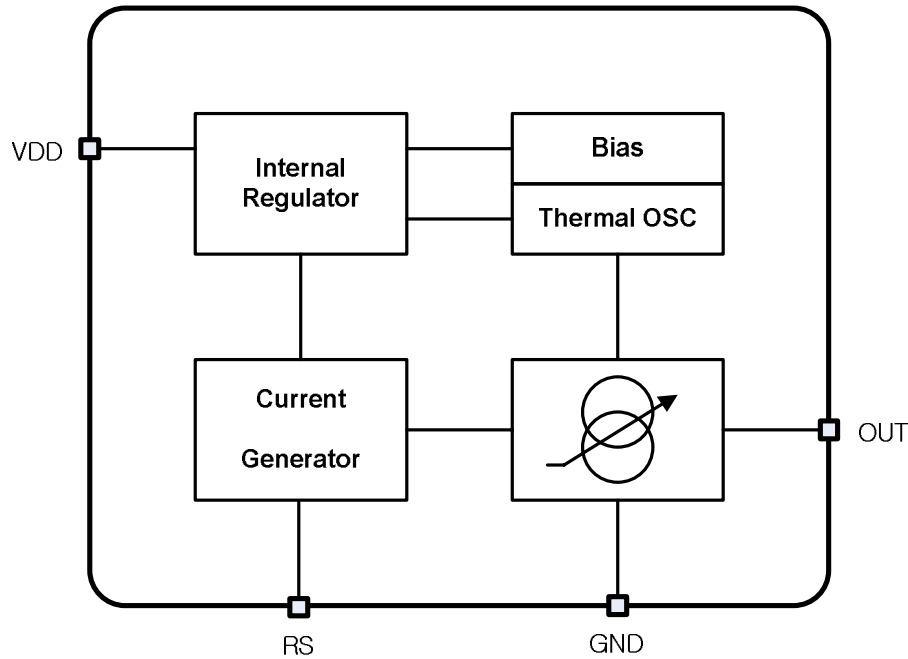 VDD
Internal
Regulator
Bias
Thermal OSC
Current
Generator
OUT
RS
GND